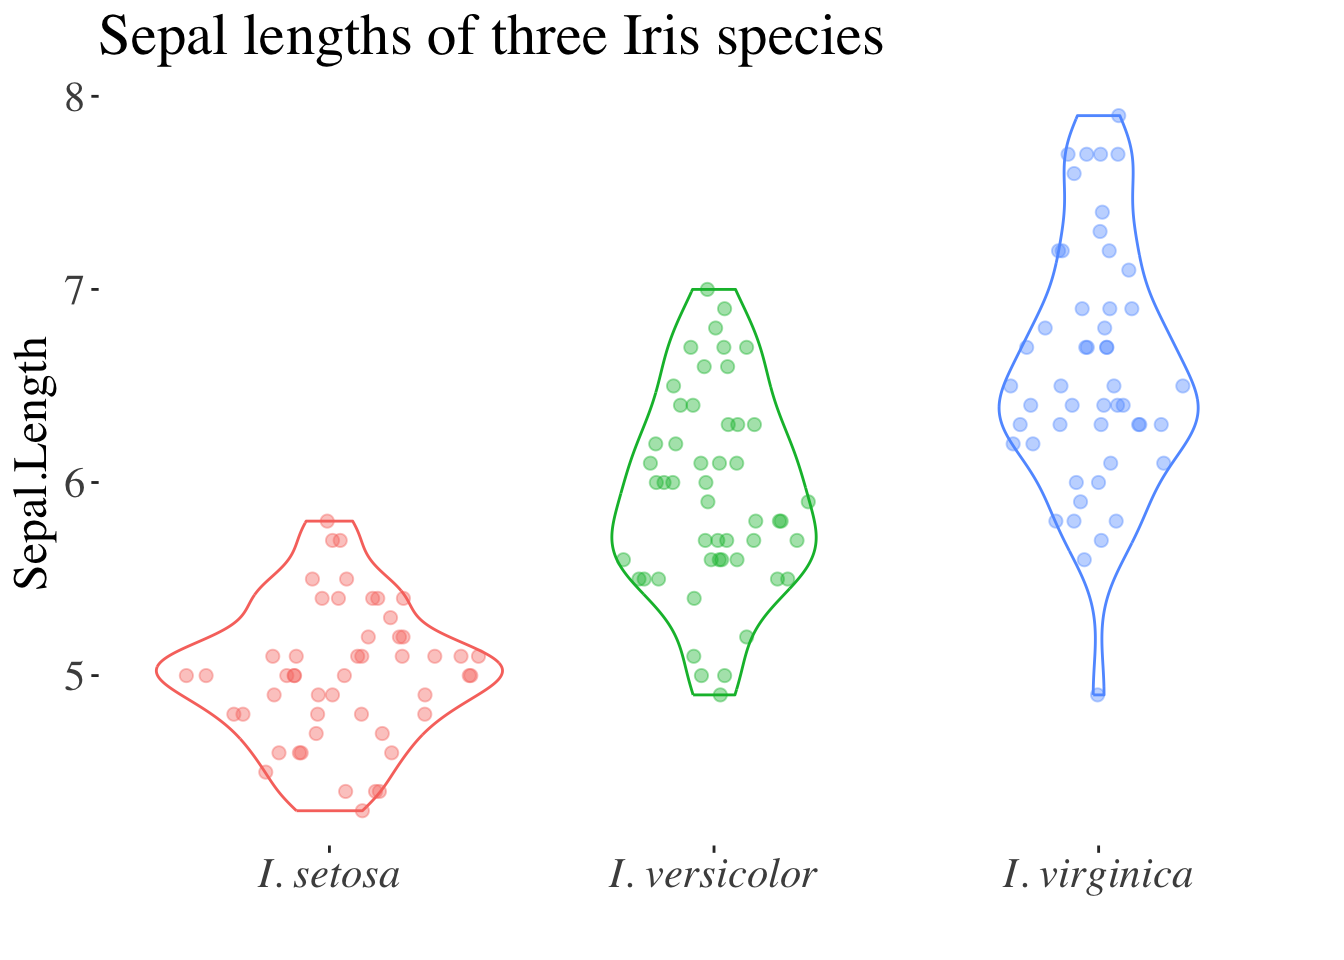 Sepal lengths of three Iris species
8
7
6
5
Sepal.Length
I. setosa
I. versicolor
I. virginica